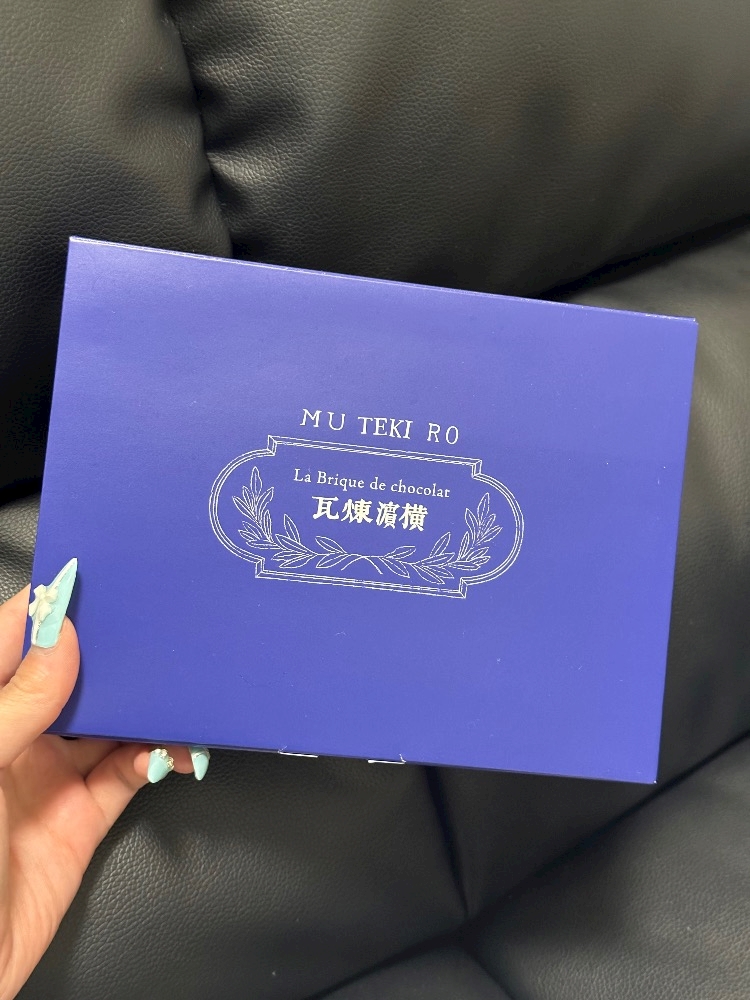 MU TEKI RO
La Brique de chocolat
瓦煉濱横